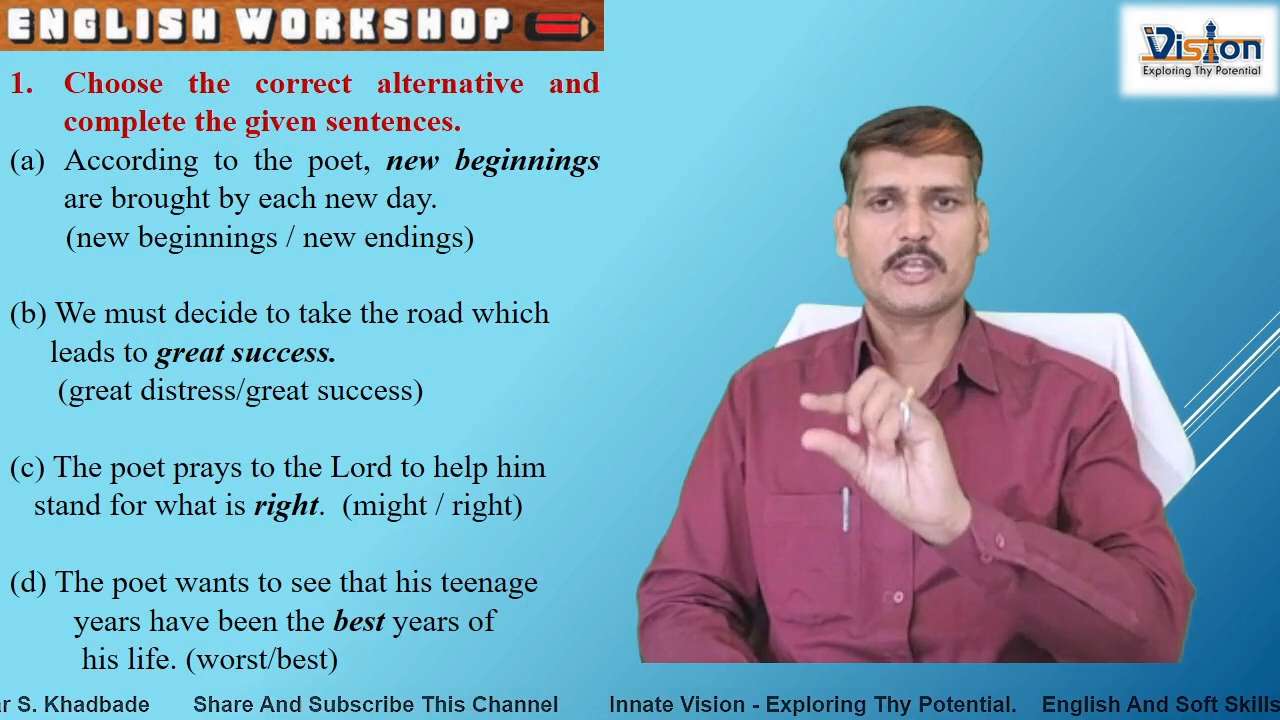 ENGLISH WORKSHOP
1. Choose the correct alternative and
complete the given sentences.
(a) According to the poet, new beginnings
are brought by each new day.
(new beginnings / new endings)
(b) We must decide to take the road which
leads to great success.
(great distress/great success)
(c) The poet prays to the Lord to help him
stand for what is right. (might / right)
(d) The poet wants to see that his teenage
years have been the best years of
his life. (worst/best)
Vision
Exploring Thy Potential
S. Khadbade Share And Subscribe This Channel Innate Vision - Exploring Thy Potential. English And Soft Skills